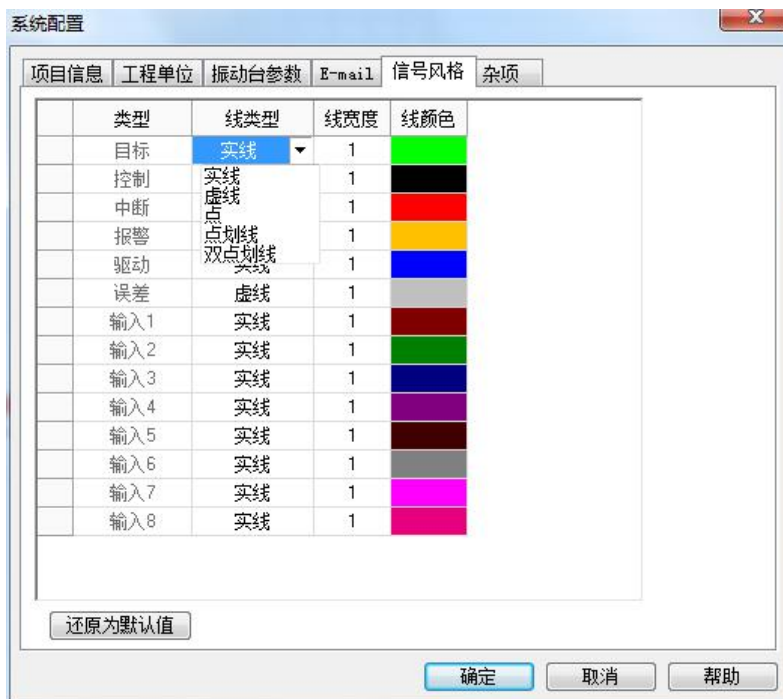 系统配置
项目信息 工程单位 振动台参数 E-mail 信号风格 杂项
类型 线类型 线宽度 线颜色
目标 实线 1
控制 实线 1
中断 虚线 1
点
报警 点划线 1
双点划线
驱动 实线 1
误差 虚线 1
输入1 实线 1
输入2 实线 1
输入3 实线 1
输入4 实线 1
输入5 实线 1
输入6 实线 1
输入7 实线 1
输入8 实线 1
还原为默认值
确定 取消 帮助